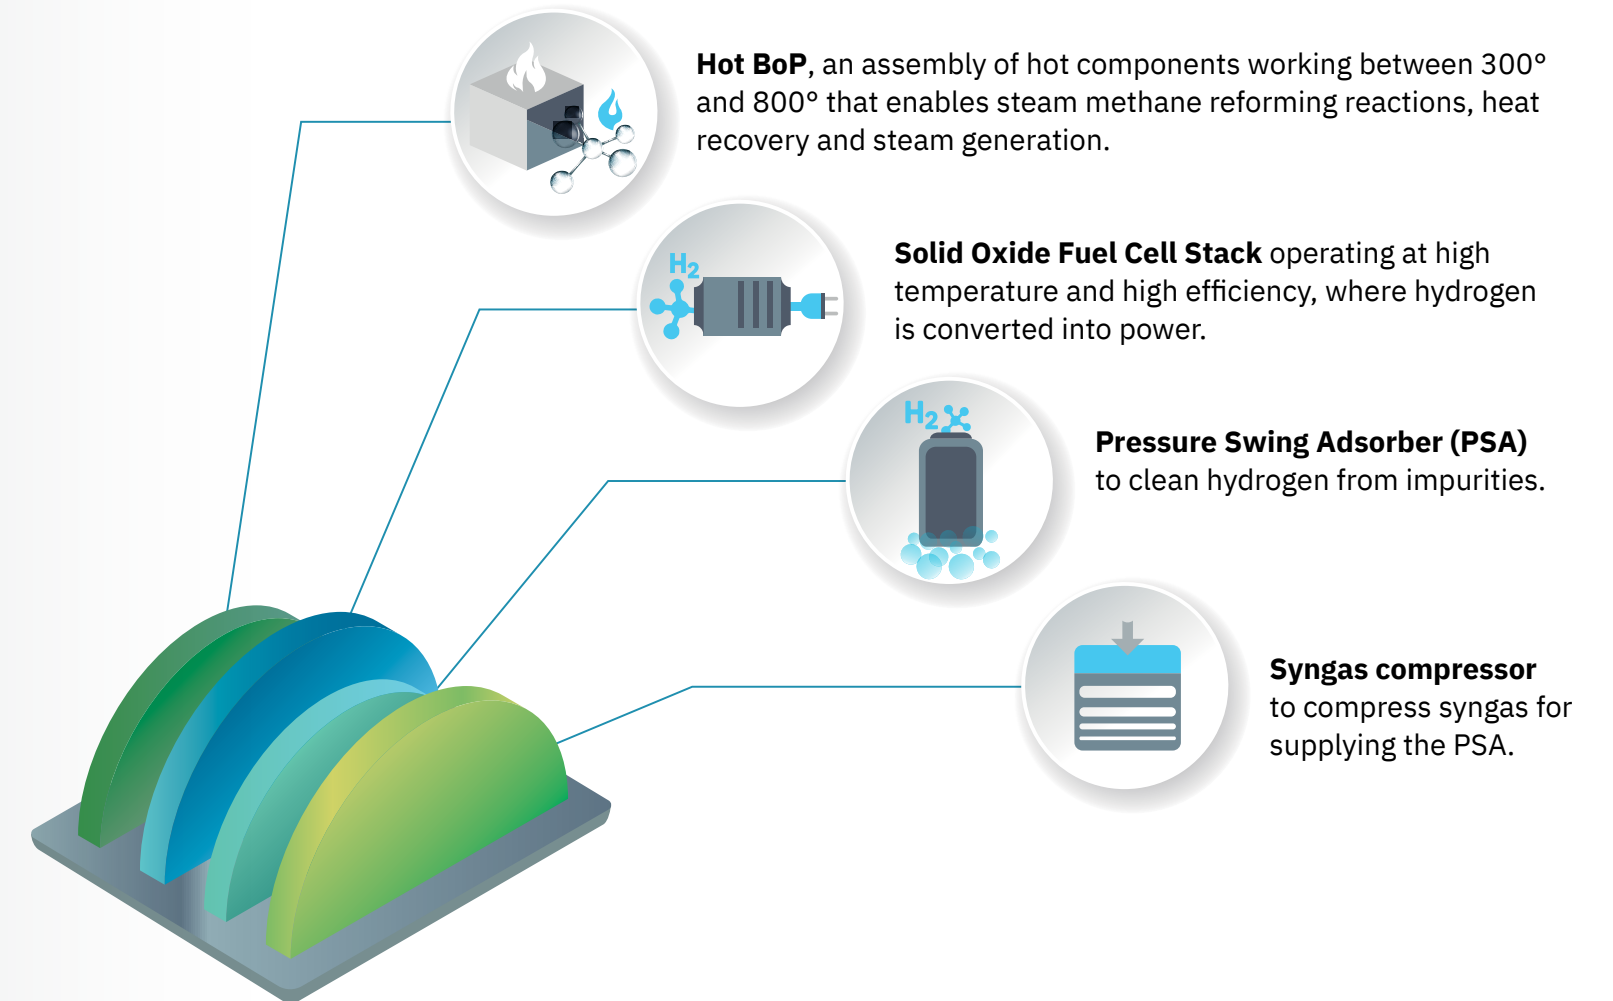 Hot BoP, an assembly of hot components working between 300°
and 800° that enables steam methane reforming reactions, heat
recovery and steam generation.
H2
Solid Oxide Fuel Cell Stack operating at high
temperature and high efficiency, where hydrogen
is converted into power.
H2
Pressure Swing Adsorber (PSA)
to clean hydrogen from impurities.
Syngas compressor
to compress syngas for
supplying the PSA.